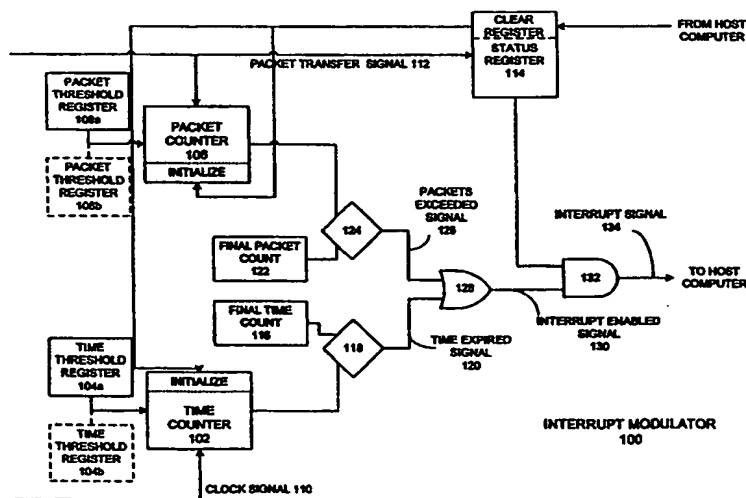 CLEAR
REGISTER
STATUS
REGISTER
114
FROM HOST
COMPUTER
PACKET TRANSFER SIGNAL 112
PACKET
THRESHOLD
REGISTER
108a
PACKET
THRESHOLD
REGISTER
108b
PACKET
COUNTER
106
INITIALIZE
PACKETS
EXCEEDED
SIGNAL
126
INTERRUPT SIGNAL
134
124
FINAL PACKET
COUNT
122
128
132
TO HOST
COMPUTER
FINAL TIME
COUNT
116
118
TIME EXPIRED
SIGNAL
120
INTERRUPT ENABLED
SIGNAL
130
TIME
THRESHOLD
REGISTER
104a
TIME
THRESHOLD
REGISTER
104b
INITIALIZE
TIME
COUNTER
102
INTERRUPT MODULATOR
100
CLOCK SIGNAL 110